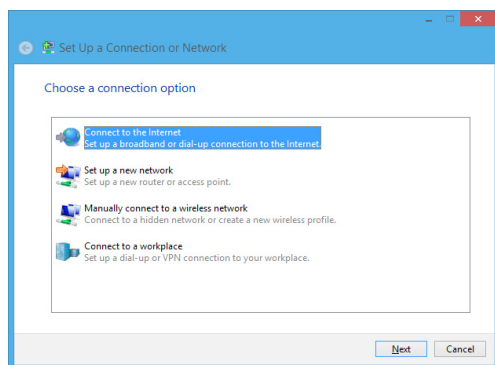 Set Up a Connection or Network
Choose a connection option
Connect to the Internet
Set up a broadband or dial-up connection to the Internet.
Set up a new network
Set up a new router or access point.
Manually connect to a wireless network
Connect to a hidden network or create a new wireless profile.
Connect to a workplace
Set up a dial-up or VPN connection to your workplace.
Next Cancel